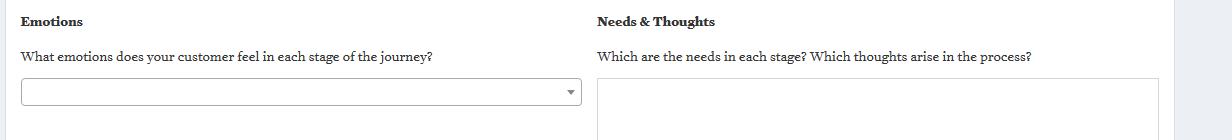 Emotions
What emotions does your customer feel in each stage of the journey?
Needs & Thoughts
Which are the needs in each stage? Which thoughts arise in the process?